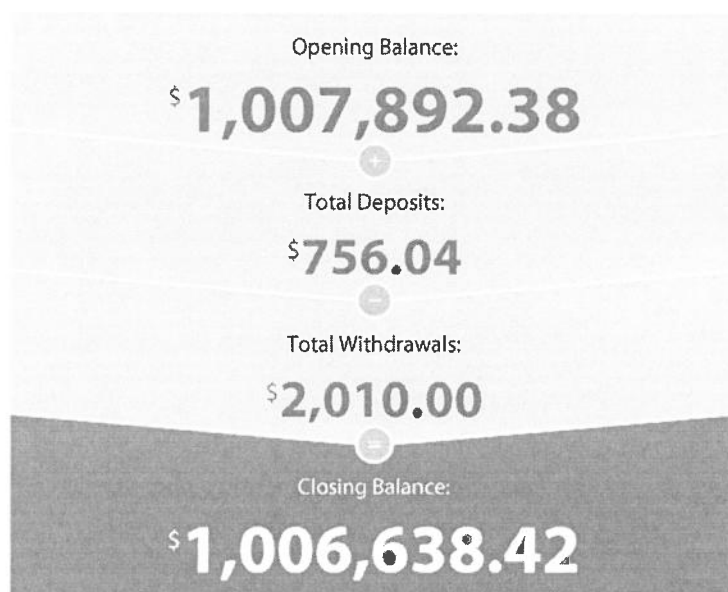 Opening Balance:
$1,007,892.38
+
Total Deposits:
$756.04
−
Total Withdrawals:
$2,010.00
=
Closing Balance:
$1,006,638.42